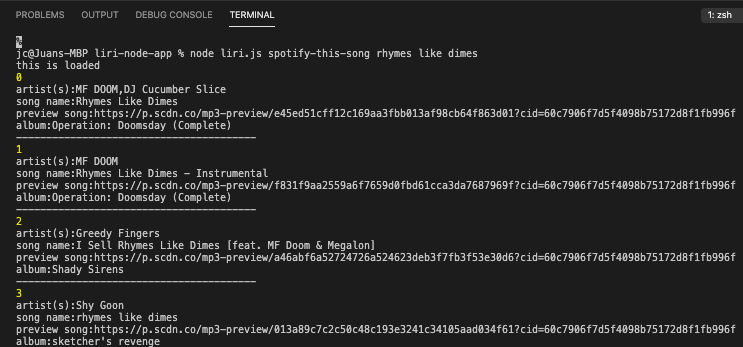 PROBLEMS OUTPUT DEBUG CONSOLE TERMINAL 1: zsh
%
jc@Juans-MBP liri-node-app % node liri.js spotify-this-song rhymes like dimes
this is loaded
0
artist(s):MF DOOM,DJ Cucumber Slice
song name:Rhymes Like Dimes
preview song:https://p.scdn.co/mp3-preview/e45ed51cff12c169aa3fbb013af98cb64f863d01?cid=60c7906f7d5f4098b75172d8f1fb996f
album:Operation: Doomsday (Complete)
----------------------------------------
1
artist(s):MF DOOM
song name:Rhymes Like Dimes - Instrumental
preview song:https://p.scdn.co/mp3-preview/f831f9aa2559a6f7659d0fbd61cca3da7687969f?cid=60c7906f7d5f4098b75172d8f1fb996f
album:Operation: Doomsday (Complete)
----------------------------------------
2
artist(s):Greedy Fingers
song name:I Sell Rhymes Like Dimes [feat. MF Doom & Megalon]
preview song:https://p.scdn.co/mp3-preview/a46abf6a52724726a524623deb3f7fb3f53e30d6?cid=60c7906f7d5f4098b75172d8f1fb996f
album:Shady Sirens
----------------------------------------
3
artist(s):Shy Goon
song name:rhymes like dimes
preview song:https://p.scdn.co/mp3-preview/013a89c7c2c50c48c193e3241c34105aad034f61?cid=60c7906f7d5f4098b75172d8f1fb996f
album:sketcher's revenge